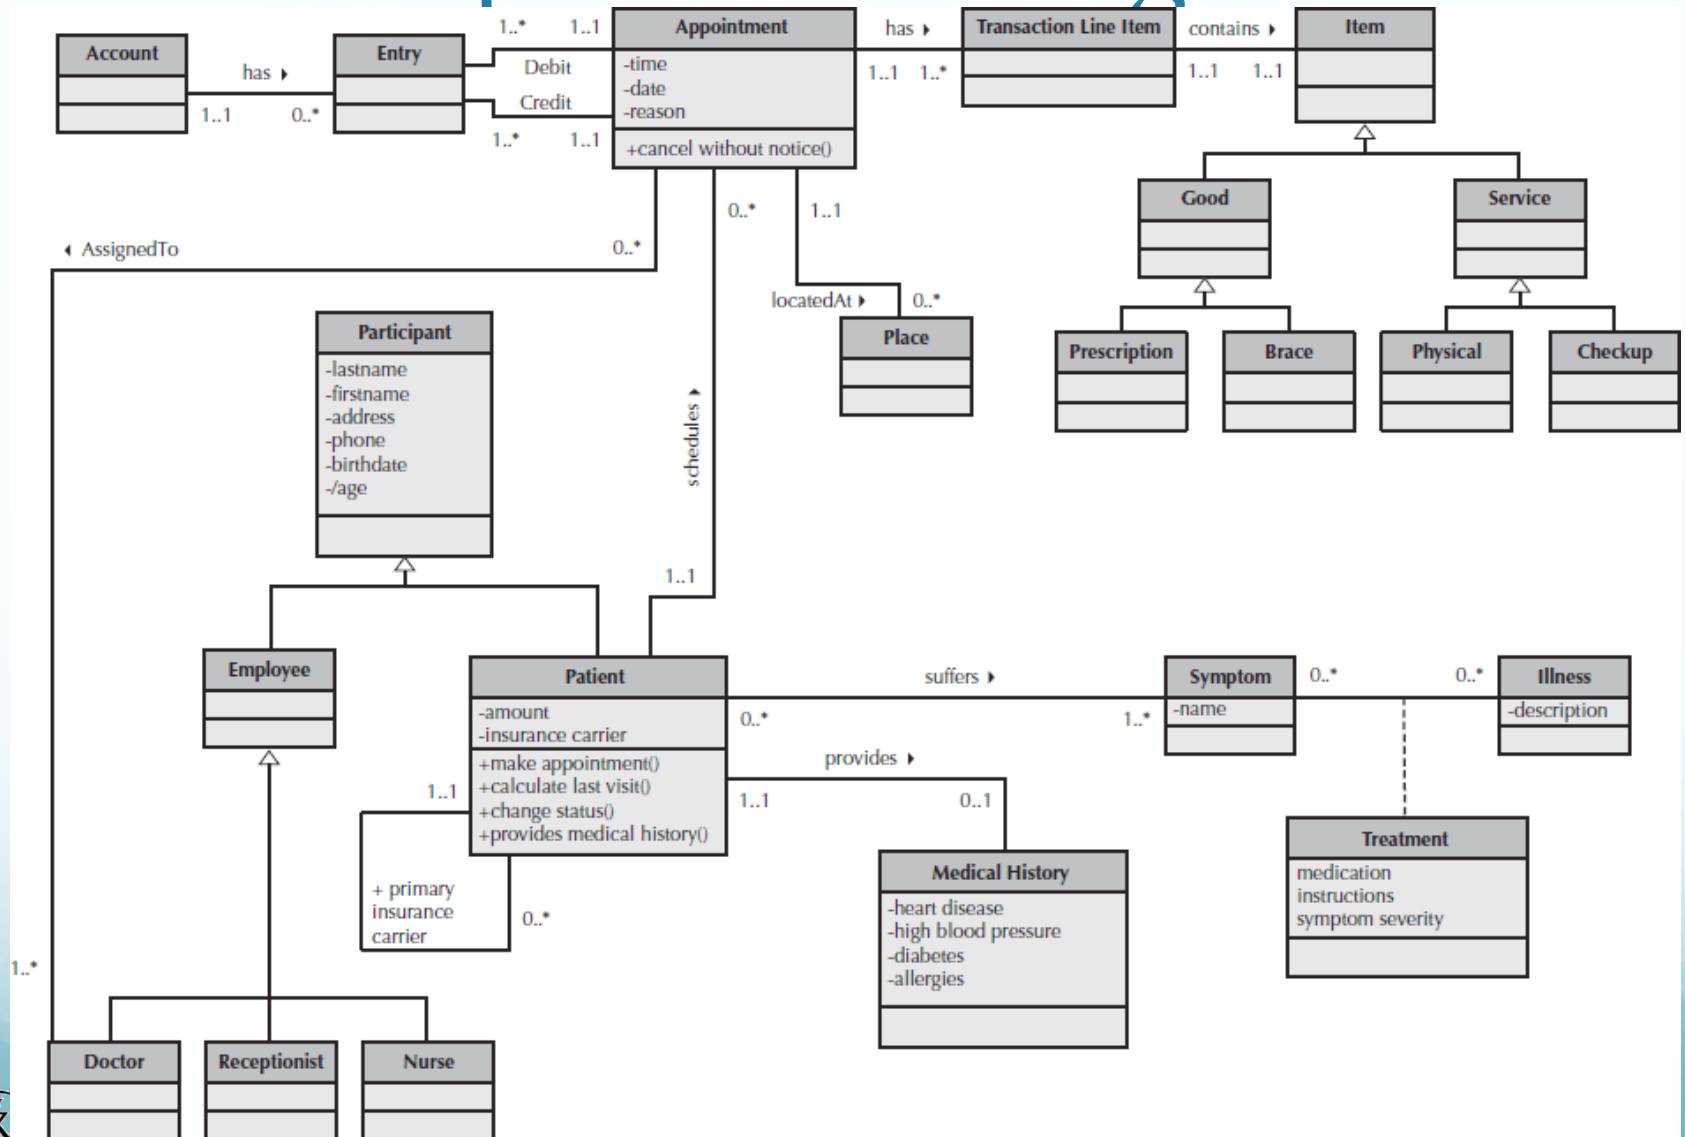 Account
has
1..1
0..*
Entry
1..*
1..1
Debit
Credit
1..*
1..1
Appointment
-time
-date
-reason
+cancel without notice()
has
1..1
1..*
Transaction Line Item
contains
1..1
1..1
Item
Good
Service
Prescription
Brace
Physical
Checkup
AssignedTo
0..*
0..*
1..1
locatedAt
0..*
Place
schedules
1..1
Participant
-lastname
-firstname
-address
-phone
-birthdate
-/age
Employee
Patient
-amount
-insurance carrier
+make appointment()
+calculate last visit()
+change status()
+provides medical history()
1..1
+ primary
insurance
carrier
0..*
suffers
0..*
1..*
Symptom
-name
0..*
0..*
Illness
-description
provides
1..1
0..1
Medical History
-heart disease
-high blood pressure
-diabetes
-allergies
Treatment
medication
instructions
symptom severity
1..*
Doctor
Receptionist
Nurse